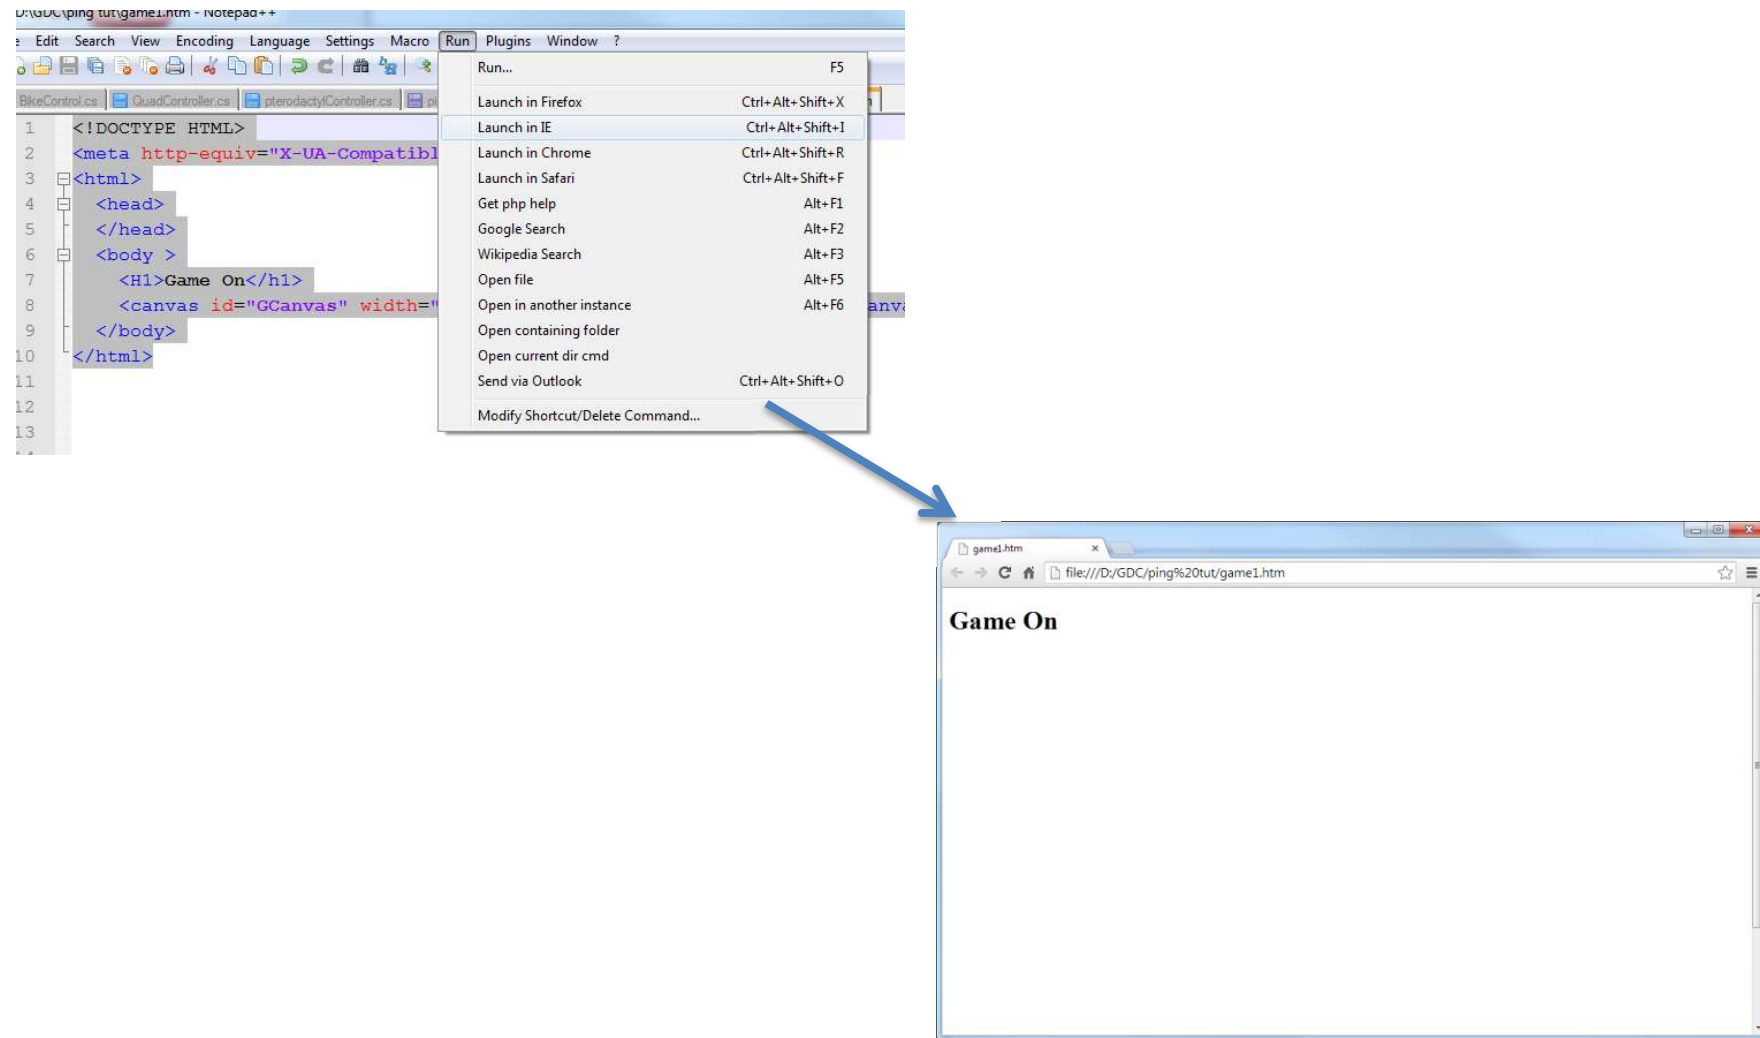 D:\GDC\ping tut\game1.htm - Notepad++
Edit Search View Encoding Language Settings Macro Run Plugins Window ?
BikeControl.cs QuadController.cs pterodactylController.cs pi
Run... F5
Launch in Firefox Ctrl+Alt+Shift+X
Launch in IE Ctrl+Alt+Shift+I
Launch in Chrome Ctrl+Alt+Shift+R
Launch in Safari Ctrl+Alt+Shift+F
Get php help Alt+F1
Google Search Alt+F2
Wikipedia Search Alt+F3
Open file Alt+F5
Open in another instance Alt+F6
Open containing folder
Open current dir cmd
Send via Outlook Ctrl+Alt+Shift+O
Modify Shortcut/Delete Command...
1 <!DOCTYPE HTML>
2 <meta http-equiv="X-UA-Compatibl
3 <html>
4 <head>
5 </head>
6 <body >
7 <H1>Game On</h1>
8 <canvas id="GCanvas" width=" anva
9 </body>
10 </html>
11
12
13
game1.htm
file:///D:/GDC/ping%20tut/game1.htm
Game On